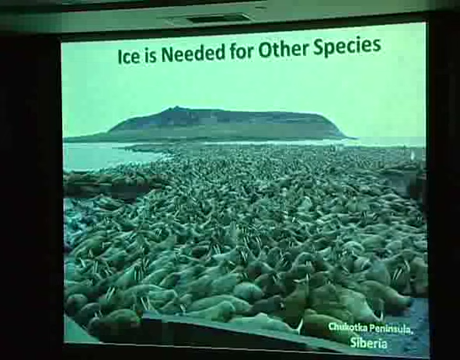 Ice is Needed for Other Species
Chukotka Peninsula,
Siberia